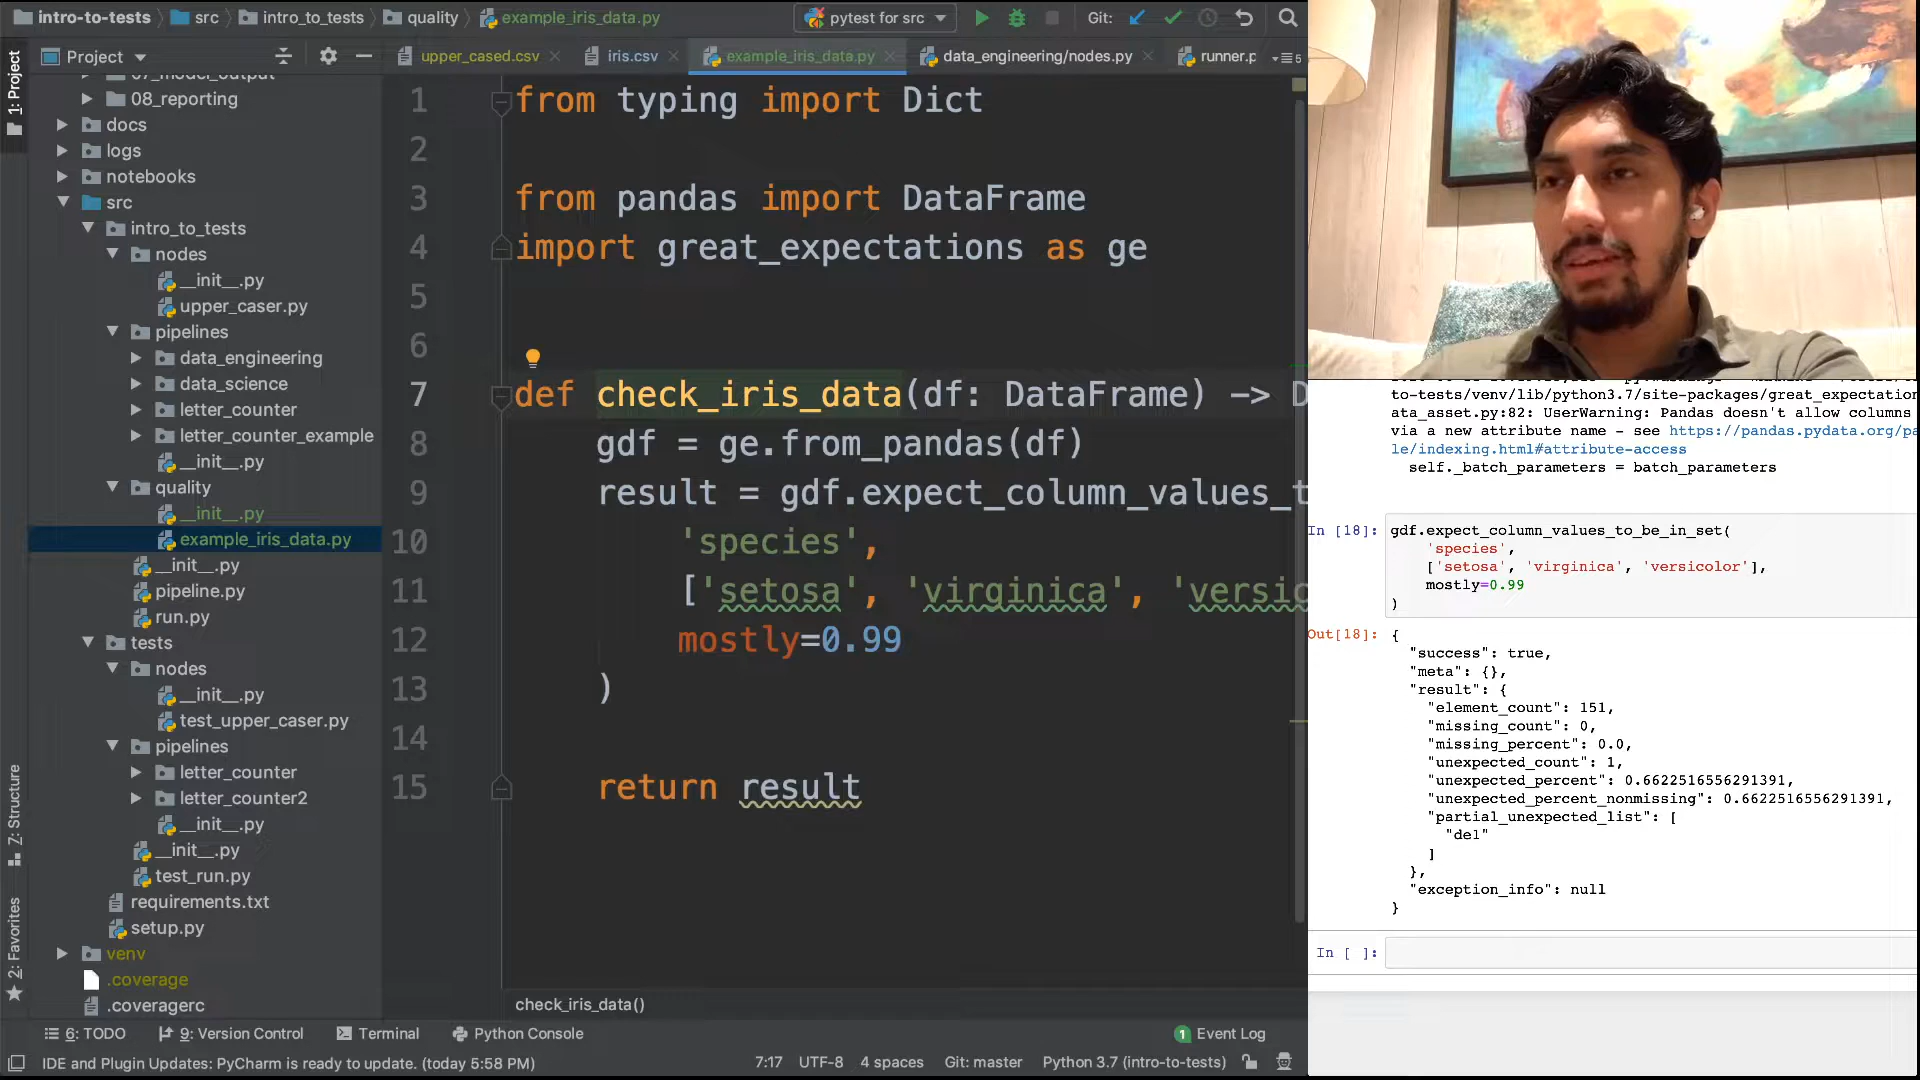 intro-to-tests
src
intro_to_tests
quality
example_iris_data.py
pytest for src
Git:
Project
upper_cased.csv
iris.csv
example_iris_data.py
data_engineering/nodes.py
runner.p
5
1: Project
07_model_output
08_reporting
docs
logs
notebooks
src
intro_to_tests
nodes
__init__.py
upper_caser.py
pipelines
data_engineering
data_science
letter_counter
letter_counter_example
__init__.py
quality
__init__.py
example_iris_data.py
__init__.py
pipeline.py
run.py
tests
nodes
__init__.py
test_upper_caser.py
pipelines
letter_counter
letter_counter2
__init__.py
__init__.py
test_run.py
requirements.txt
setup.py
venv
.coverage
.coveragerc
Z: Structure
2: Favorites
1 from typing import Dict
2
3 from pandas import DataFrame
4 import great_expectations as ge
5
6
7 def check_iris_data(df: DataFrame) -> D
8 gdf = ge.from_pandas(df)
9 result = gdf.expect_column_values_t
10 'species',
11 ['setosa', 'virginica', 'versic
12 mostly=0.99
13 )
14
15 return result
check_iris_data()
to-tests/venv/lib/python3.7/site-packages/great_expectation
ata_asset.py:82: UserWarning: Pandas doesn't allow columns
via a new attribute name - see https://pandas.pydata.org/pa
le/indexing.html#attribute-access
self._batch_parameters = batch_parameters
In [18]: gdf.expect_column_values_to_be_in_set(
'species',
['setosa', 'virginica', 'versicolor'],
mostly=0.99
)
Out[18]: {
"success": true,
"meta": {},
"result": {
"element_count": 151,
"missing_count": 0,
"missing_percent": 0.0,
"unexpected_count": 1,
"unexpected_percent": 0.6622516556291391,
"unexpected_percent_nonmissing": 0.6622516556291391,
"partial_unexpected_list": [
"del"
]
},
"exception_info": null
}
In [ ]:
6: TODO
9: Version Control
Terminal
Python Console
1 Event Log
IDE and Plugin Updates: PyCharm is ready to update. (today 5:58 PM)
7:17
UTF-8
4 spaces
Git: master
Python 3.7 (intro-to-tests)